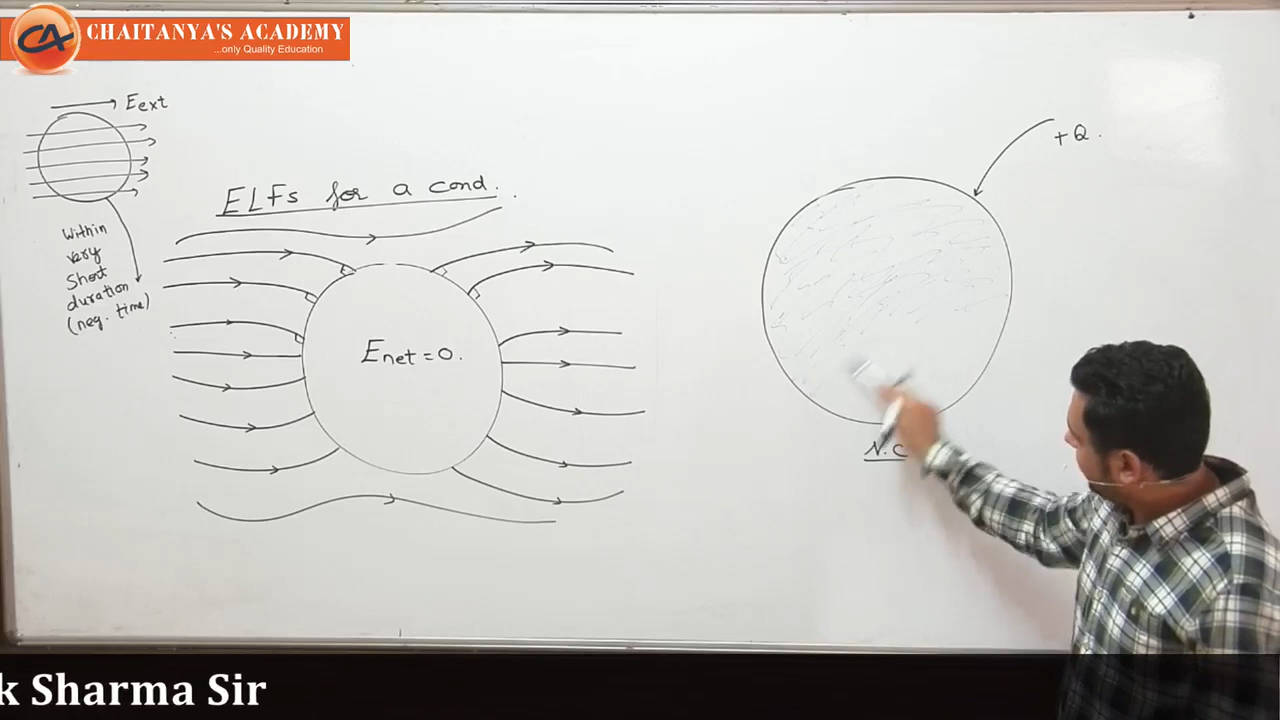 CHAITANYA'S ACADEMY
...only Quality Education
CA
Eext
Within
very
Short
duration
(neg. time)
ELFs for a cond.
Enet = 0.
+Q.
N.C
k Sharma Sir